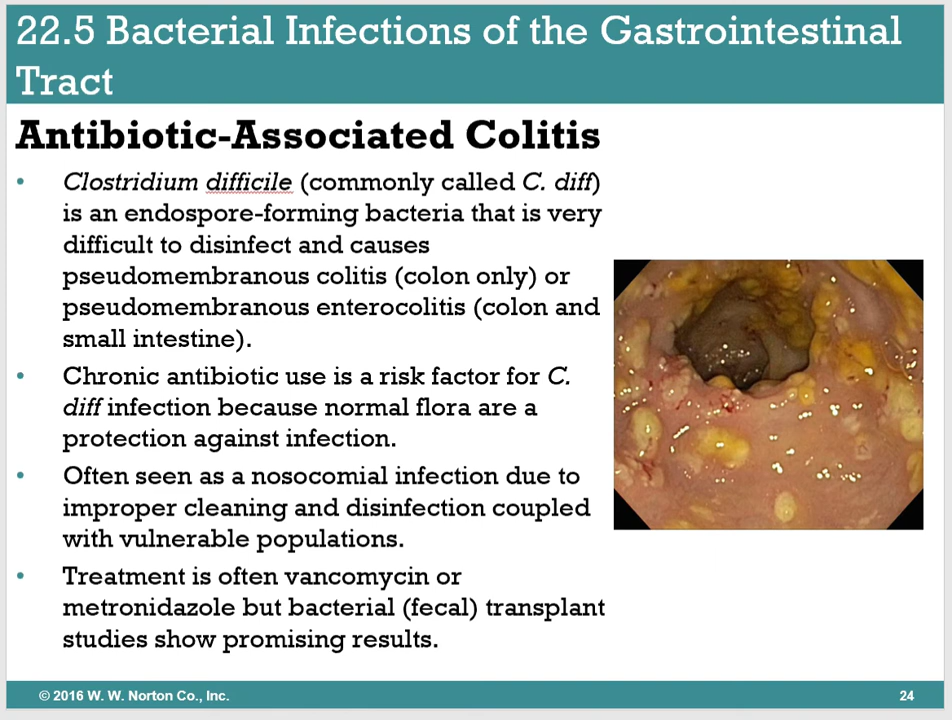 22.5 Bacterial Infections of the Gastrointestinal
Tract
Antibiotic-Associated Colitis
• Clostridium difficile (commonly called C. diff)
is an endospore-forming bacteria that is very
difficult to disinfect and causes
pseudomembranous colitis (colon only) or
pseudomembranous enterocolitis (colon and
small intestine).
• Chronic antibiotic use is a risk factor for C.
diff infection because normal flora are a
protection against infection.
• Often seen as a nosocomial infection due to
improper cleaning and disinfection coupled
with vulnerable populations.
• Treatment is often vancomycin or
metronidazole but bacterial (fecal) transplant
studies show promising results.
© 2016 W. W. Norton Co., Inc.
24